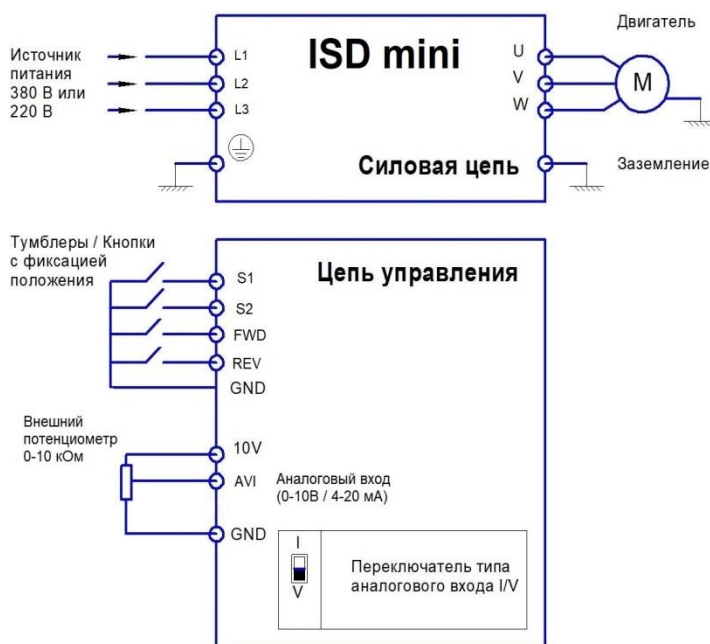 Двигатель
ISD mini
Источник
питания
380 В или
220 В
L1
L2
L3
U
V
W
M
Силовая цепь
Заземление
Тумблеры / Кнопки
с фиксацией
положения
Цепь управления
S1
S2
FWD
REV
GND
Внешний
потенциометр
0-10 кОм
10V
AVI
Аналоговый вход
(0-10В / 4-20 мА)
GND
I
V
Переключатель типа
аналогового входа I/V